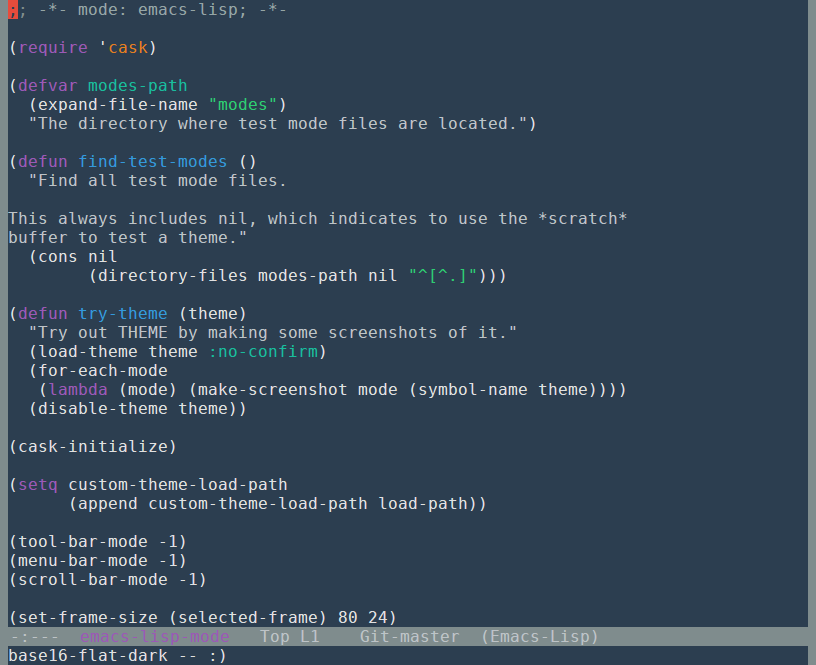 ;; -*- mode: emacs-lisp; -*-
(require 'cask)
(defvar modes-path
  (expand-file-name "modes")
  "The directory where test mode files are located.")
(defun find-test-modes ()
  "Find all test mode files.
This always includes nil, which indicates to use the *scratch*
buffer to test a theme."
  (cons nil
        (directory-files modes-path nil "^[^.]")))
(defun try-theme (theme)
  "Try out THEME by making some screenshots of it."
  (load-theme theme :no-confirm)
  (for-each-mode
   (lambda (mode) (make-screenshot mode (symbol-name theme))))
  (disable-theme theme))
(cask-initialize)
(setq custom-theme-load-path
      (append custom-theme-load-path load-path))
(tool-bar-mode -1)
(menu-bar-mode -1)
(scroll-bar-mode -1)
(set-frame-size (selected-frame) 80 24)
-:---  emacs-lisp-mode   Top L1    Git-master  (Emacs-Lisp)
base16-flat-dark -- :)